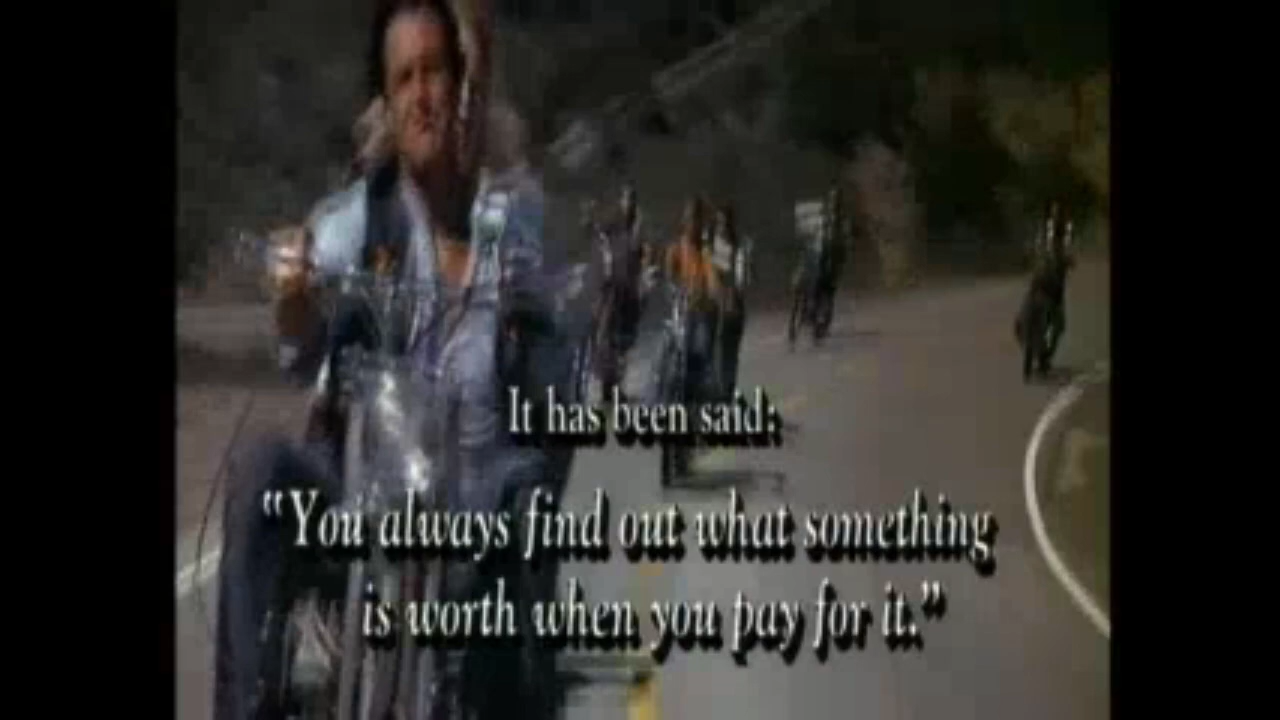 It has been said:
“You always find out what something
is worth when you pay for it.”